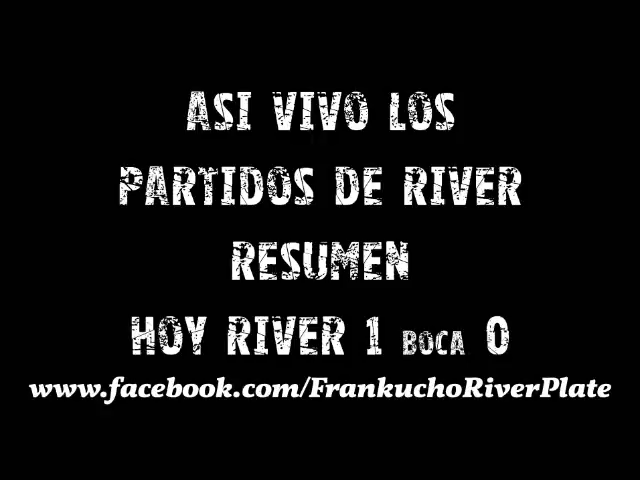 ASI VIVO LOS
PARTIDOS DE RIVER
RESUMEN
HOY RIVER 1 BOCA 0
www.facebook.com/FrankuchoRiverPlate